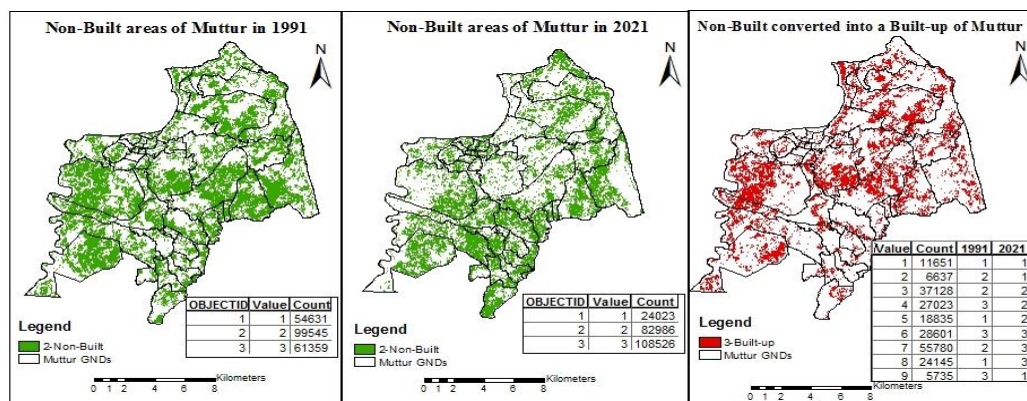 Non-Built areas of Muttur in 1991
N
OBJECTID Value Count
1 1 54631
2 2 99545
3 3 61359
Legend
2-Non-Built
Muttur GNDs
Kilometers
0 1 2 4 6 8
Non-Built areas of Muttur in 2021
N
OBJECTID Value Count
1 1 24023
2 2 82986
3 3 108526
Legend
2-Non-Built
Muttur GNDs
Kilometers
0 1 2 4 6 8
Non-Built converted into a Built-up of Muttur
N
Value Count 1991 2021
1 11651 1 1
2 6637 2 1
3 37128 2 2
4 27023 3 2
5 18835 1 2
6 28601 3 3
7 55780 2 3
8 24145 1 3
9 5735 3 1
Legend
3-Built-up
Muttur GNDs
Kilometers
0 1 2 4 6 8